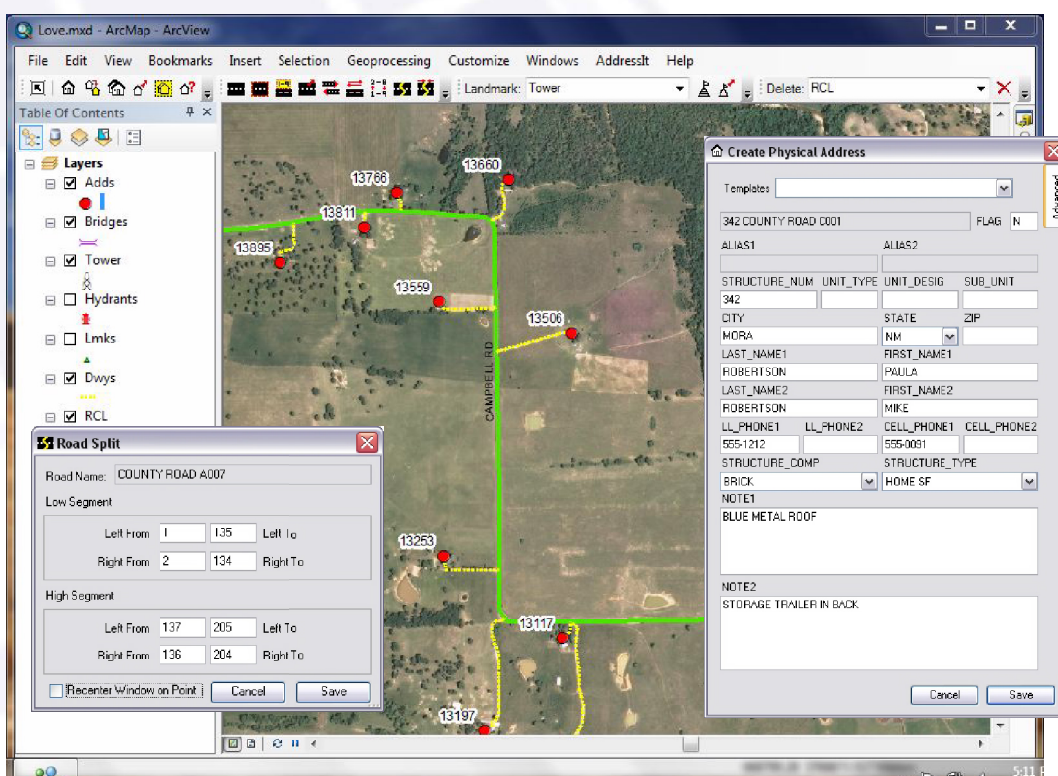 Love.mxd - ArcMap - ArcView
File Edit View Bookmarks Insert Selection Geoprocessing Customize Windows AddressIt Help
Landmark: Tower Delete: RCL
Table Of Contents
Layers
Adds
Bridges
Tower
Hydrants
Lmks
Dwys
RCL
13660
13766
13811
13895
13559
13506
CAMPBELL RD
13253
13117
13197
Road Split
Road Name: COUNTY ROAD A007
Low Segment
Left From 1 135 Left To
Right From 2 134 Right To
High Segment
Left From 137 205 Left To
Right From 136 204 Right To
Recenter Window on Point Cancel Save
Create Physical Address
Advanced
Templates
342 COUNTY ROAD C001 FLAG N
ALIAS1 ALIAS2
STRUCTURE_NUM UNIT_TYPE UNIT_DESIG SUB_UNIT
342
CITY STATE ZIP
MORA NM
LAST_NAME1 FIRST_NAME1
ROBERTSON PAULA
LAST_NAME2 FIRST_NAME2
ROBERTSON MIKE
LL_PHONE1 LL_PHONE2 CELL_PHONE1 CELL_PHONE2
555-1212 555-0091
STRUCTURE_COMP STRUCTURE_TYPE
BRICK HOME SF
NOTE1
BLUE METAL ROOF
NOTE2
STORAGE TRAILER IN BACK
Cancel Save
5:11